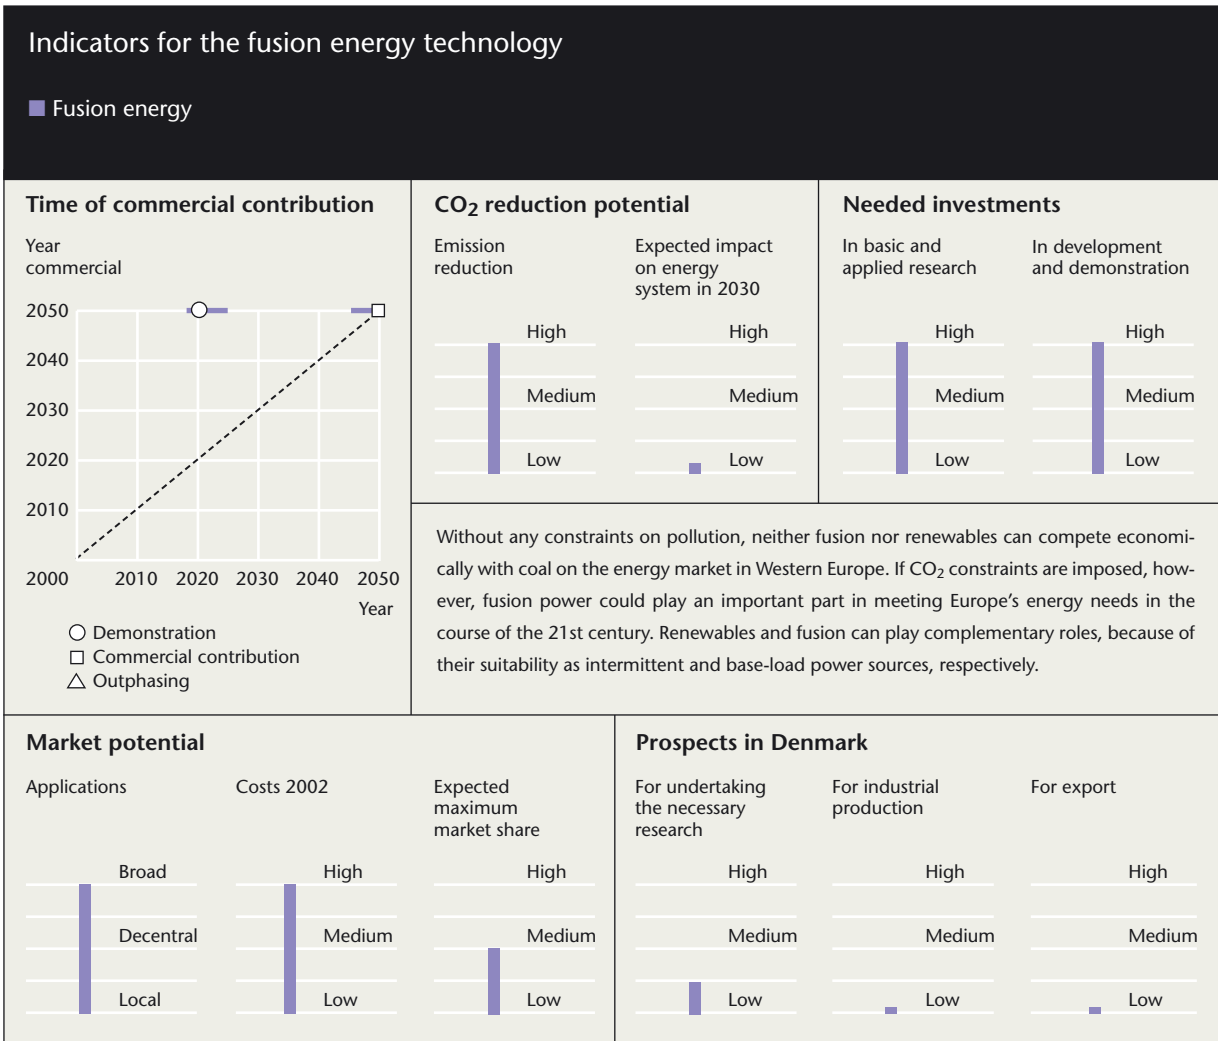 Indicators for the fusion energy technology
Fusion energy
Time of commercial contribution
Year
commercial
2050
2040
2030
2020
2010
2000
2010
2020
2030
2040
2050
Year
Demonstration
Commercial contribution
Outphasing
CO2 reduction potential
Emission
reduction
High
Medium
Low
Expected impact
on energy
system in 2030
High
Medium
Low
Needed investments
In basic and
applied research
High
Medium
Low
In development
and demonstration
High
Medium
Low
Without any constraints on pollution, neither fusion nor renewables can compete economi-
cally with coal on the energy market in Western Europe. If CO2 constraints are imposed, how-
ever, fusion power could play an important part in meeting Europe’s energy needs in the
course of the 21st century. Renewables and fusion can play complementary roles, because of
their suitability as intermittent and base-load power sources, respectively.
Market potential
Applications
Broad
Decentral
Local
Costs 2002
High
Medium
Low
Expected
maximum
market share
High
Medium
Low
Prospects in Denmark
For undertaking
the necessary
research
High
Medium
Low
For industrial
production
High
Medium
Low
For export
High
Medium
Low